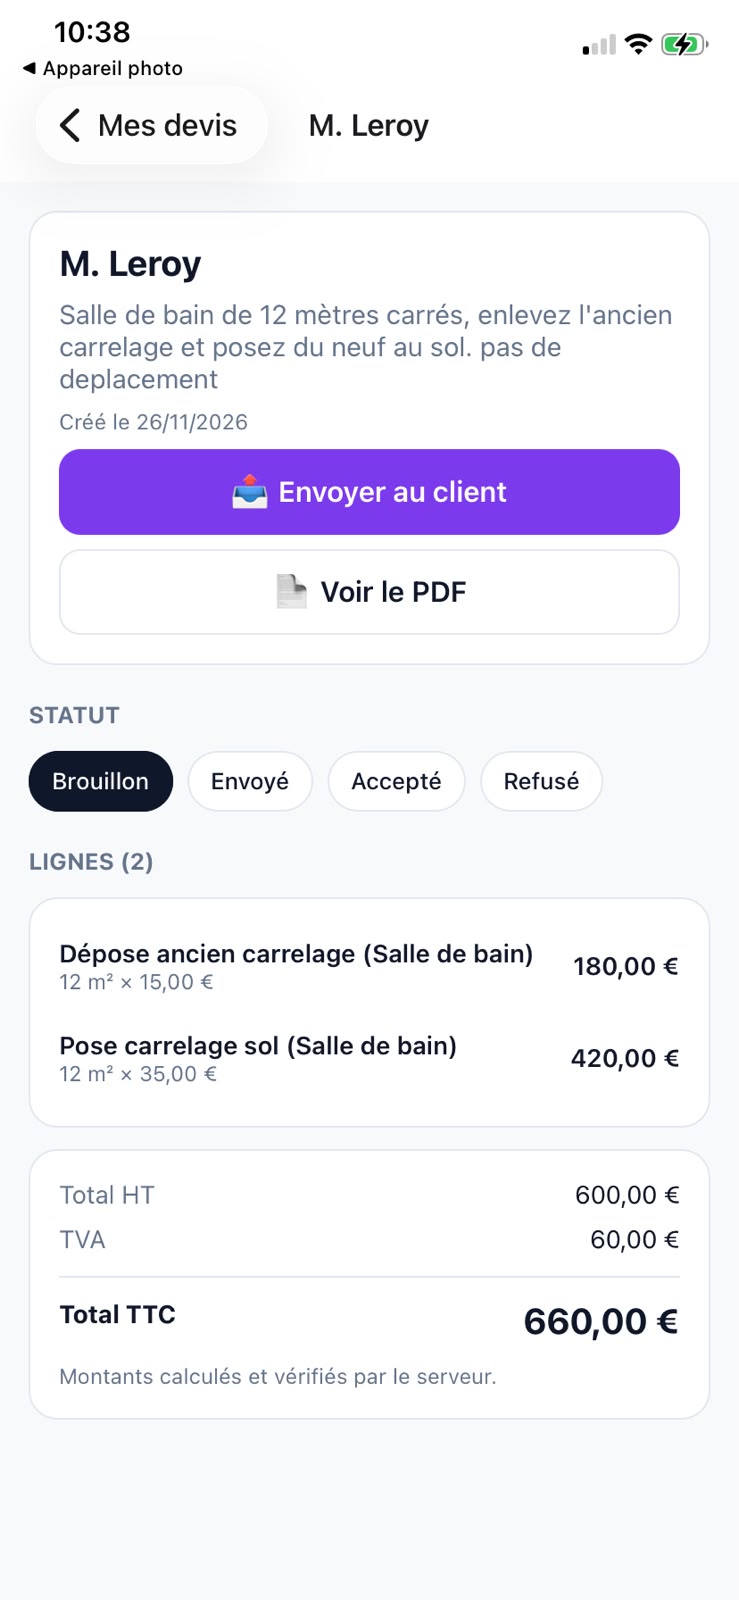 10:38
◀ Appareil photo
Mes devis
M. Leroy
M. Leroy
Salle de bain de 12 mètres carrés, enlevez l'ancien
carrelage et posez du neuf au sol. pas de
deplacement
Créé le 26/11/2026
📤 Envoyer au client
📄 Voir le PDF
STATUT
Brouillon
Envoyé
Accepté
Refusé
LIGNES (2)
Dépose ancien carrelage (Salle de bain)
12 m² × 15,00 €
180,00 €
Pose carrelage sol (Salle de bain)
12 m² × 35,00 €
420,00 €
Total HT
600,00 €
TVA
60,00 €
Total TTC
660,00 €
Montants calculés et vérifiés par le serveur.